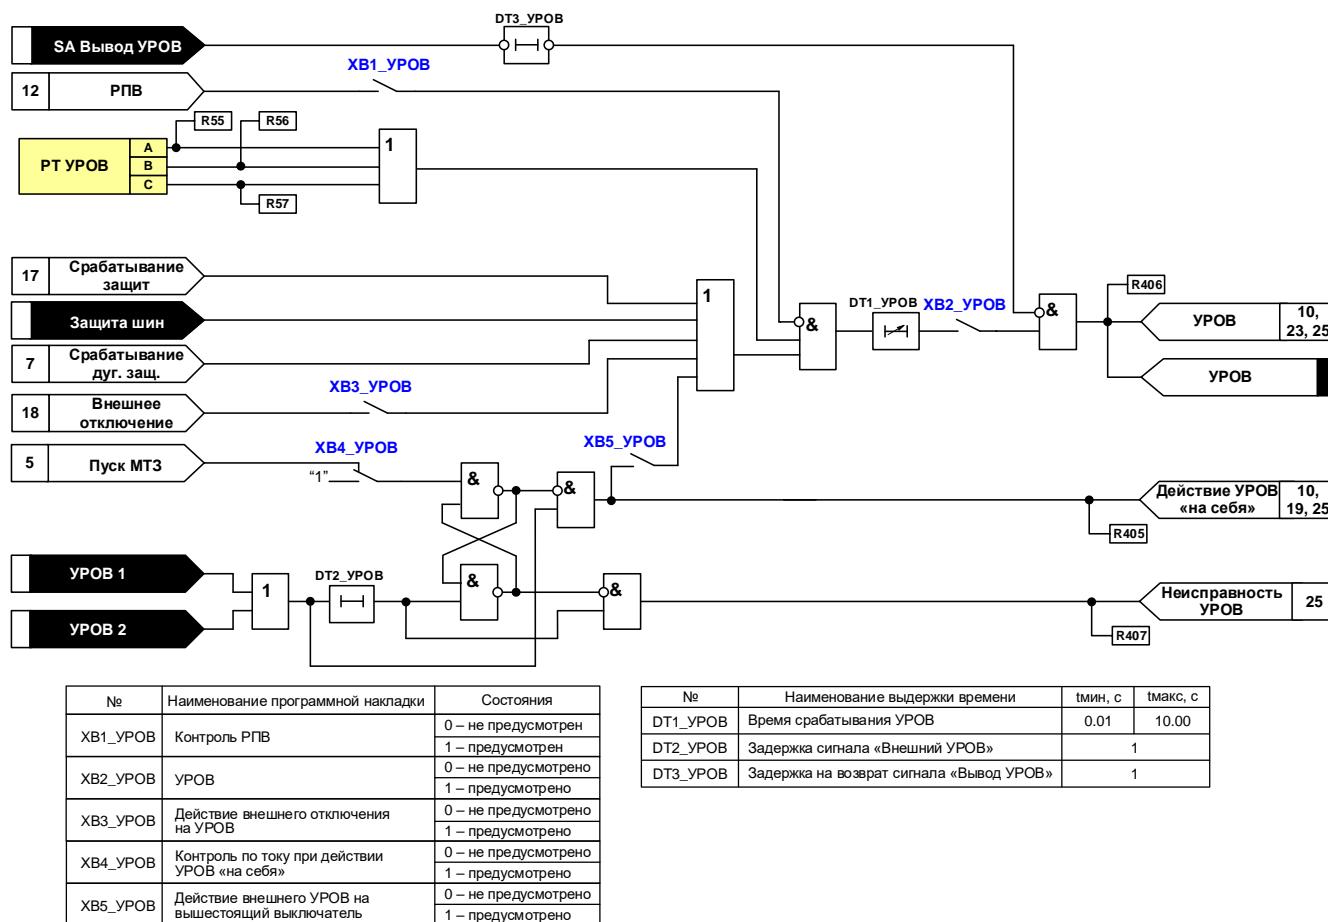 DT3_УРОВ
SA Вывод УРОВ
XB1_УРОВ
12 РПВ
R55 R56
РТ УРОВ
A
B
C
1
R57
17 Срабатывание
защит
Защита шин
7 Срабатывание
дуг. защ.
18 Внешнее
отключение
XB3_УРОВ
5 Пуск МТЗ
XB4_УРОВ
“1”
1
&
DT1_УРОВ
XB2_УРОВ
&
R406
УРОВ 10,
23, 25
УРОВ
XB5_УРОВ
&
&
Действие УРОВ
«на себя»
10,
19, 25
R405
УРОВ 1
УРОВ 2
1
DT2_УРОВ
&
&
Неисправность
УРОВ
25
R407
№ Наименование программной накладки Состояния
XB1_УРОВ Контроль РПВ 0 – не предусмотрен
1 – предусмотрен
XB2_УРОВ УРОВ 0 – не предусмотрено
1 – предусмотрено
XB3_УРОВ Действие внешнего отключения
на УРОВ
0 – не предусмотрено
1 – предусмотрено
XB4_УРОВ Контроль по току при действии
УРОВ «на себя»
0 – не предусмотрено
1 – предусмотрено
XB5_УРОВ Действие внешнего УРОВ на
вышестоящий выключатель
0 – не предусмотрено
1 – предусмотрено
№ Наименование выдержки времени tмин, с tмакс, с
DT1_УРОВ Время срабатывания УРОВ 0.01 10.00
DT2_УРОВ Задержка сигнала «Внешний УРОВ» 1
DT3_УРОВ Задержка на возврат сигнала «Вывод УРОВ» 1